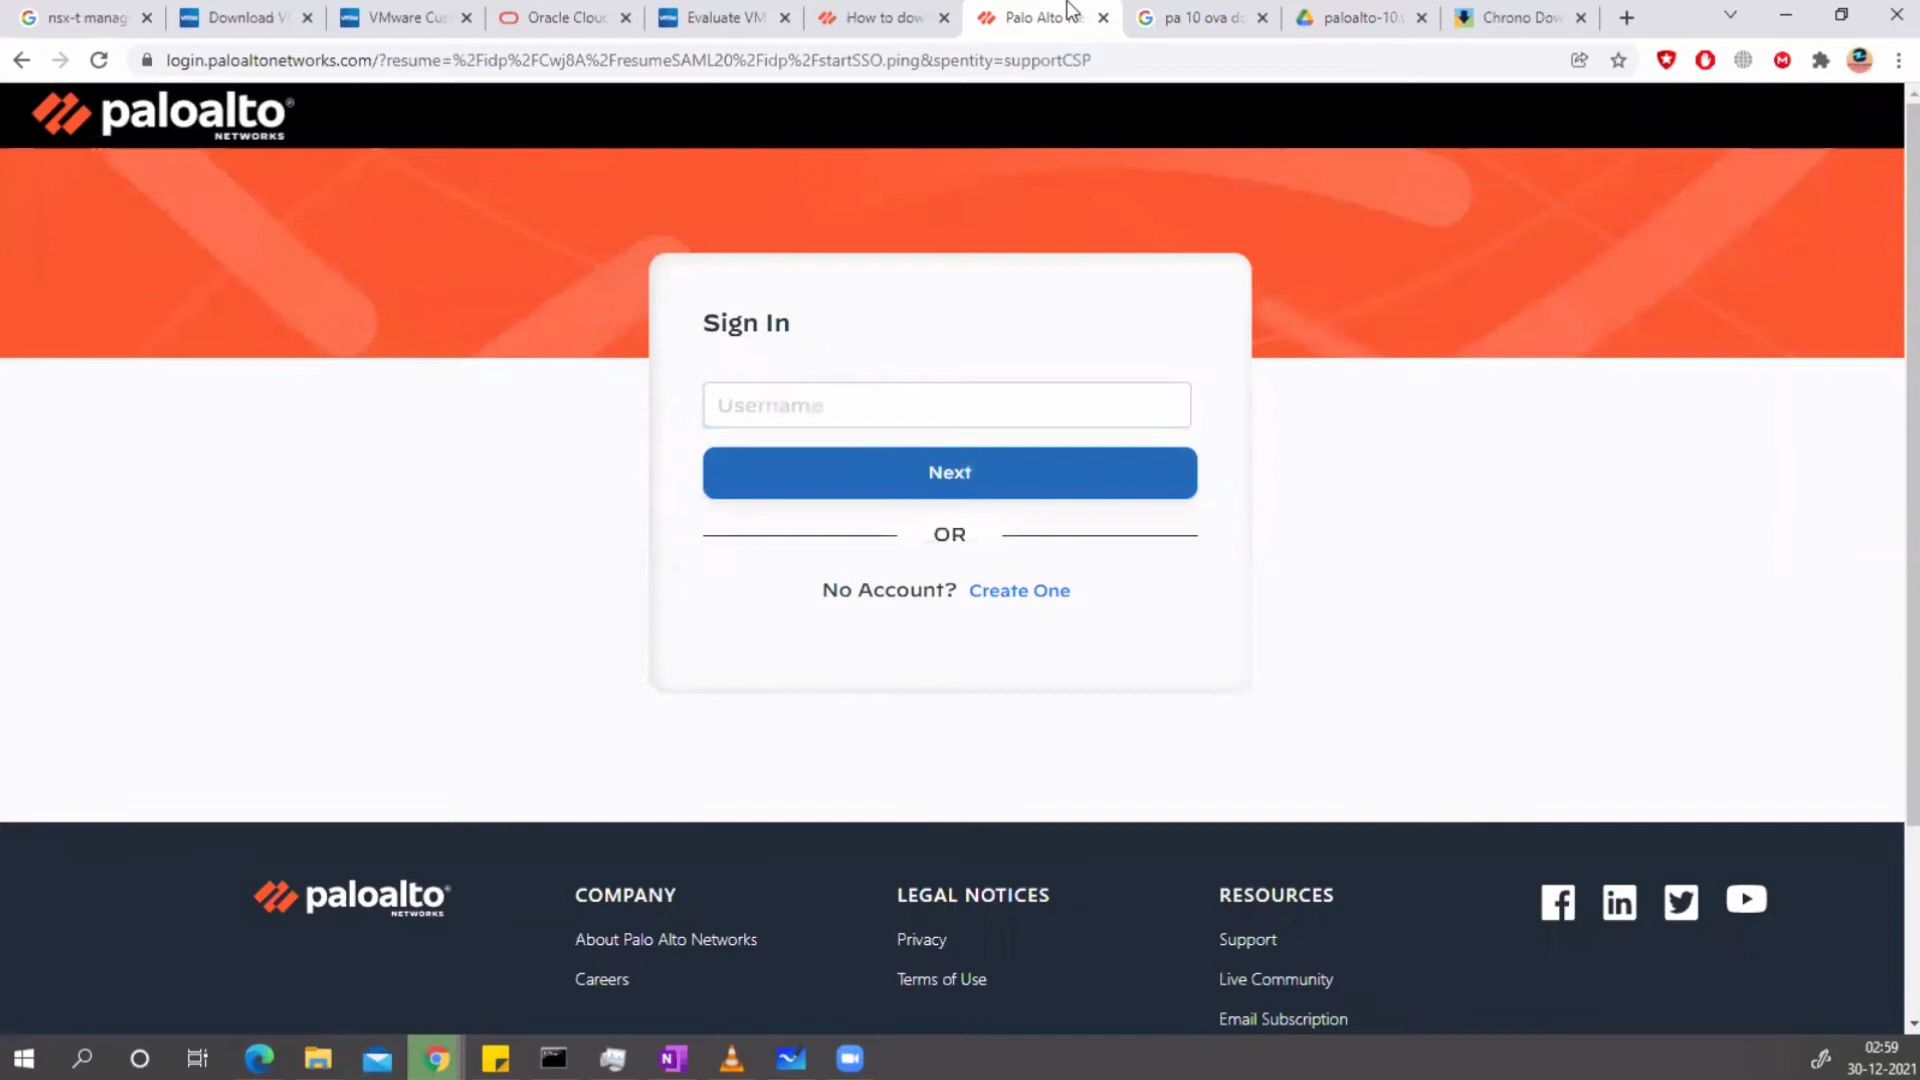 nsx-t manag
Download V
VMware Cus
Oracle Cloud
Evaluate VM
How to dow
Palo Alto
pa 10 ova do
paloalto-10.
Chrono Dow
login.paloaltonetworks.com/?resume=%2Fidp%2FCwj8A%2FresumeSAML20%2Fidp%2FstartSSO.ping&spentity=supportCSP
paloalto®
NETWORKS
Sign In
Username
Next
OR
No Account? Create One
paloalto®
NETWORKS
COMPANY
About Palo Alto Networks
Careers
LEGAL NOTICES
Privacy
Terms of Use
RESOURCES
Support
Live Community
Email Subscription
02:59
30-12-2021